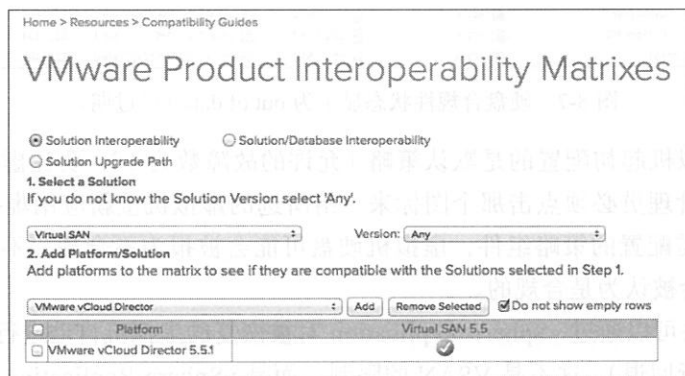 Home > Resources > Compatibility Guides
VMware Product Interoperability Matrixes
Solution Interoperability Solution/Database Interoperability
Solution Upgrade Path
1. Select a Solution
If you do not know the Solution Version select 'Any'.
Virtual SAN Version: Any
2. Add Platform/Solution
Add platforms to the matrix to see if they are compatible with the Solutions selected in Step 1.
VMware vCloud Director Add Remove Selected Do not show empty rows
Platform Virtual SAN 5.5
VMware vCloud Director 5.5.1